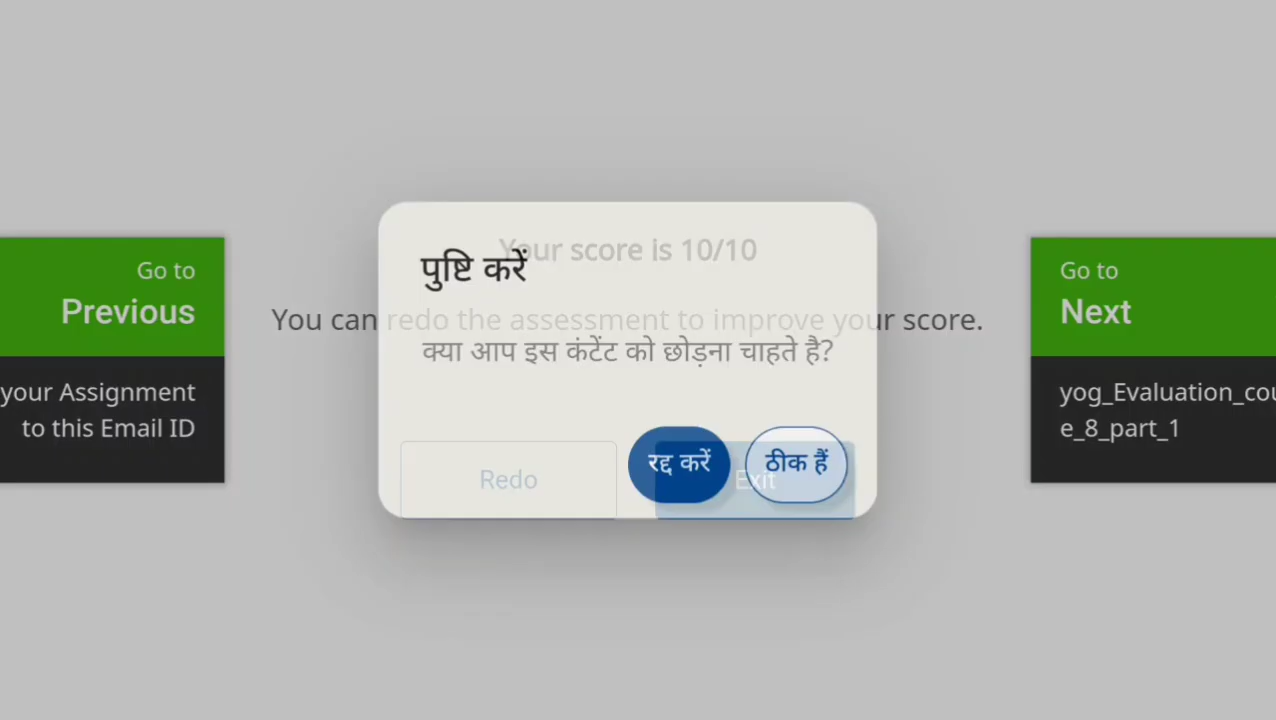 Your score is 10/10
पुष्टि करें
You can redo the assessment to improve your score.
क्या आप इस कंटेंट को छोड़ना चाहते है?
Redo
रद्द करें
ठीक हैं
Exit
Go to
Previous
your Assignment
to this Email ID
Go to
Next
yog_Evaluation_cou
e_8_part_1